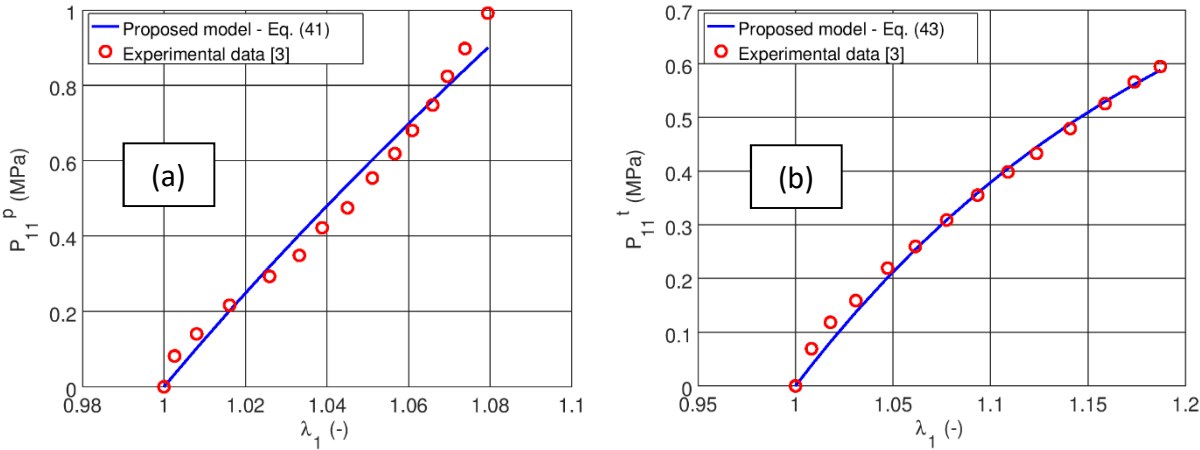 1
0.8
0.6
0.4
0.2
0
P11p (MPa)
Proposed model - Eq. (41)
Experimental data [3]
(a)
0.98 1 1.02 1.04 1.06 1.08 1.1
λ1 (-)
0.7
0.6
0.5
0.4
0.3
0.2
0.1
0
P11t (MPa)
Proposed model - Eq. (43)
Experimental data [3]
(b)
0.95 1 1.05 1.1 1.15 1.2
λ1 (-)